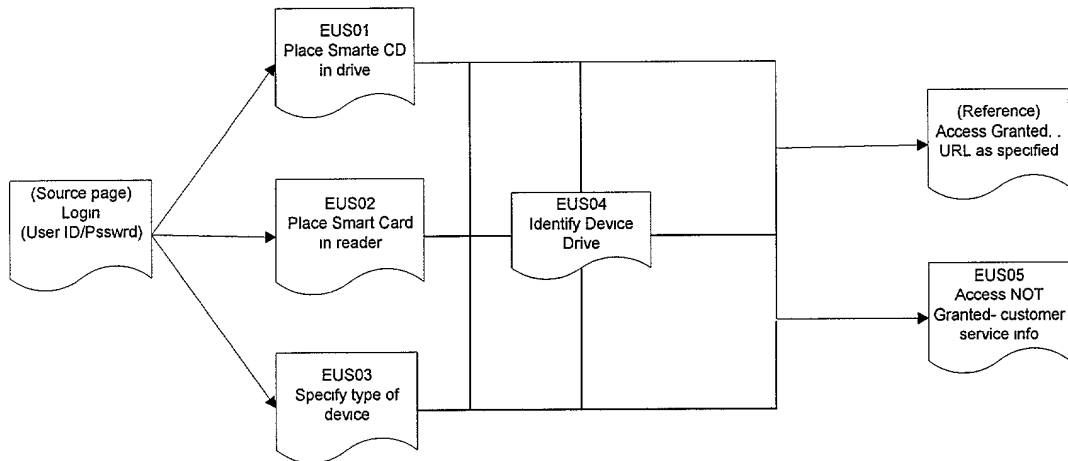 (Source page)
Login
(User ID/Psswrd)
EUS01
Place Smarte CD
in drive
EUS02
Place Smart Card
in reader
EUS03
Specify type of
device
EUS04
Identify Device
Drive
(Reference)
Access Granted. .
URL as specified
EUS05
Access NOT
Granted- customer
service info